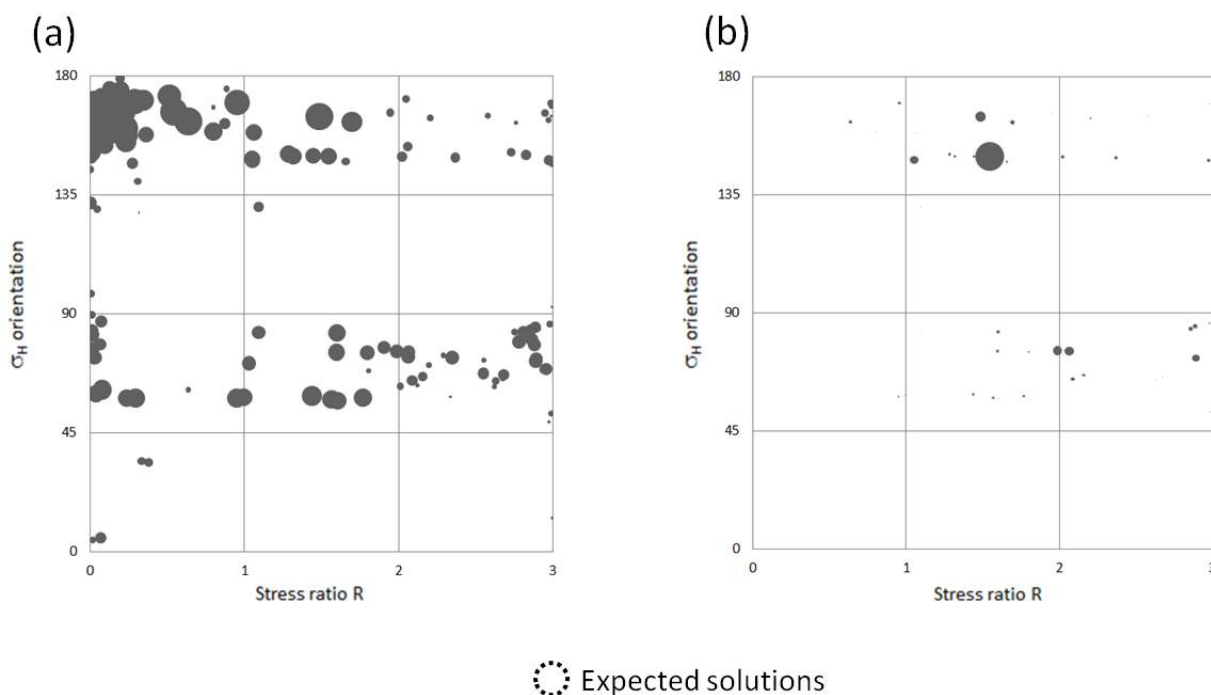 (a)
(b)
180
135
90
45
0
0 1 2 3
σH orientation
Stress ratio R
180
135
90
45
0
0 1 2 3
σH orientation
Stress ratio R
Expected solutions